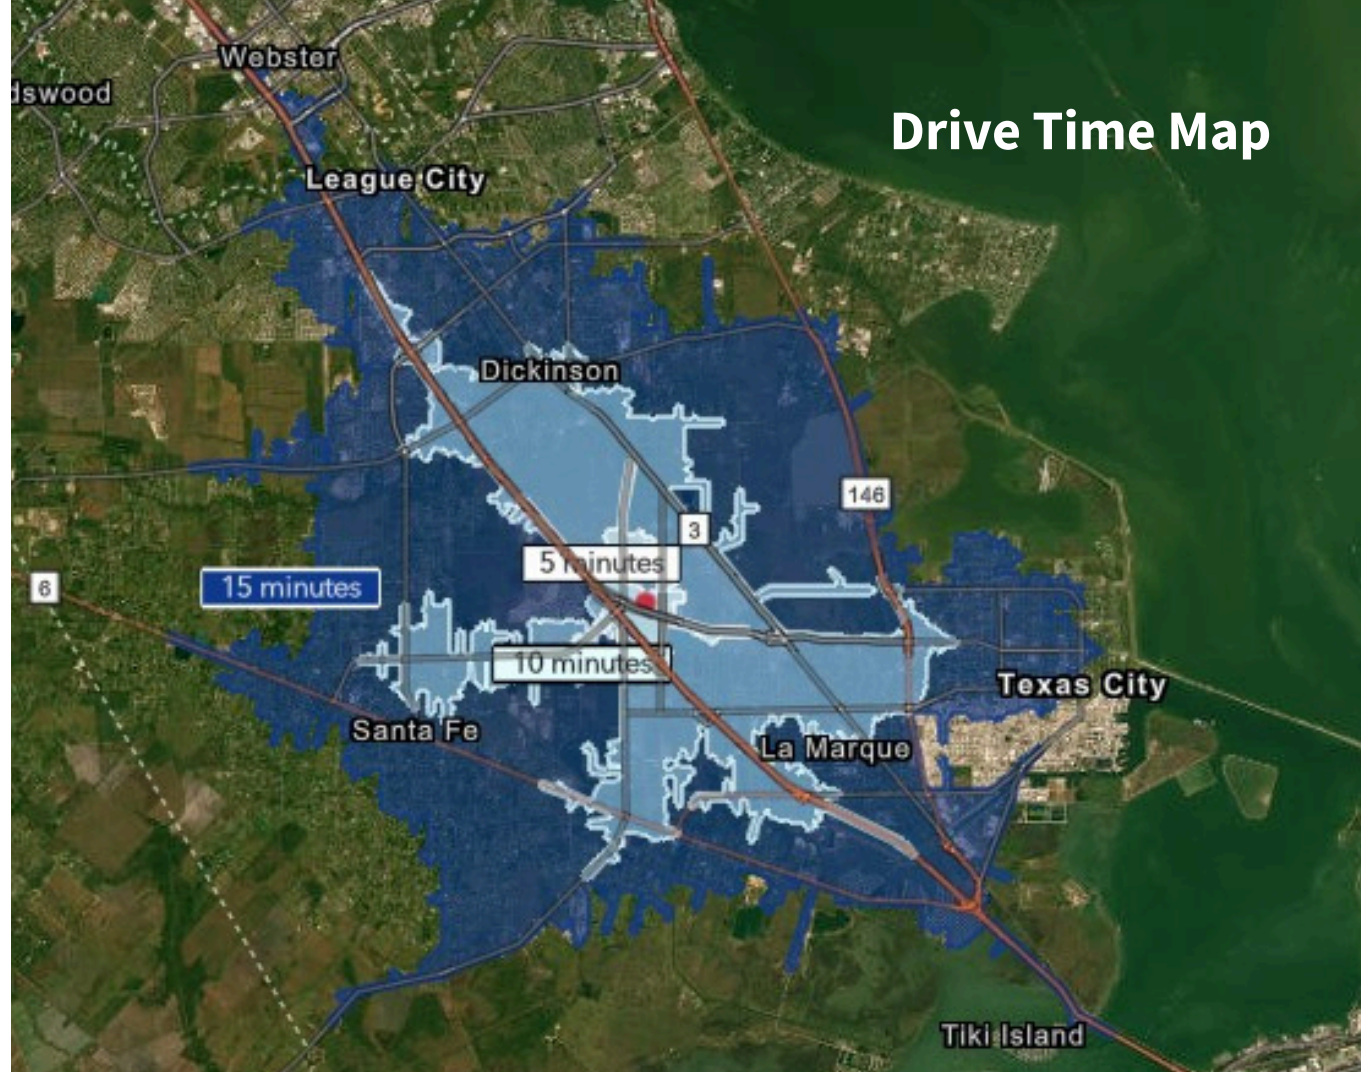 Webster
dswood
Drive Time Map
League City
Dickinson
146
3
5 minutes
15 minutes
6
10 minutes
Texas City
Santa Fe
La Marque
Tiki Island